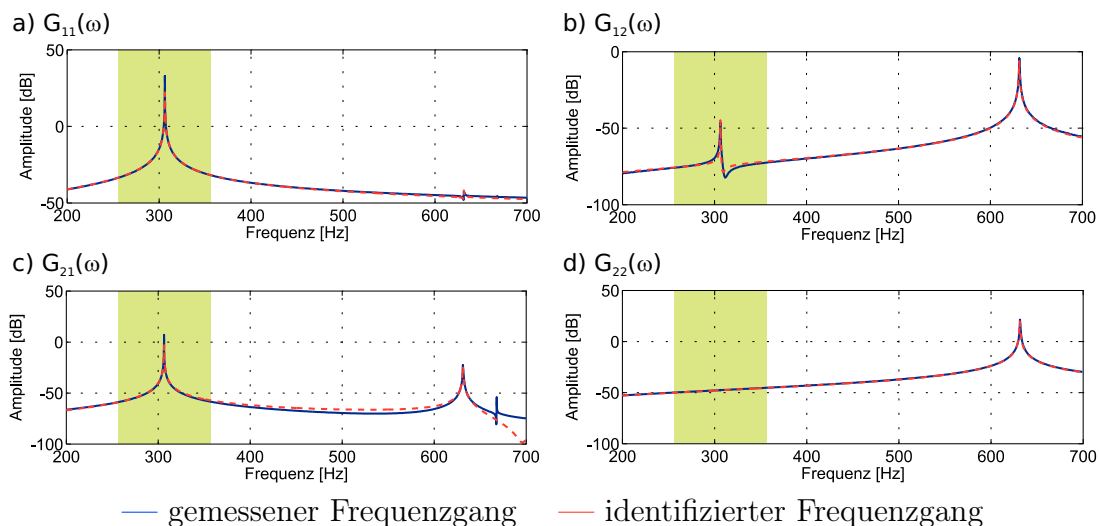 a) G11(ω)
50
0
-50
Amplitude [dB]
200 300 400 500 600 700
Frequenz [Hz]
b) G12(ω)
0
-50
-100
Amplitude [dB]
200 300 400 500 600 700
Frequenz [Hz]
c) G21(ω)
50
0
-50
-100
Amplitude [dB]
200 300 400 500 600 700
Frequenz [Hz]
d) G22(ω)
50
0
-50
-100
Amplitude [dB]
200 300 400 500 600 700
Frequenz [Hz]
gemessener Frequenzgang
identifizierter Frequenzgang